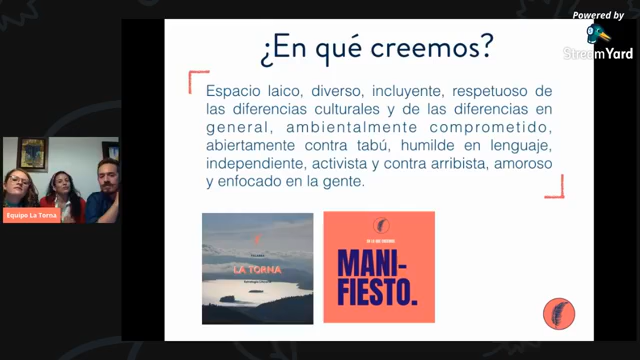 Powered by
StreamYard
¿En qué creemos?
Espacio laico, diverso, incluyente, respetuoso de
las diferencias culturales y de las diferencias en
general, ambientalmente comprometido,
abiertamente contra tabú, humilde en lenguaje,
independiente, activista y contra arribista, amoroso
y enfocado en la gente.
Equipo La Torna
LA TORNA
MANI-
FIESTO.